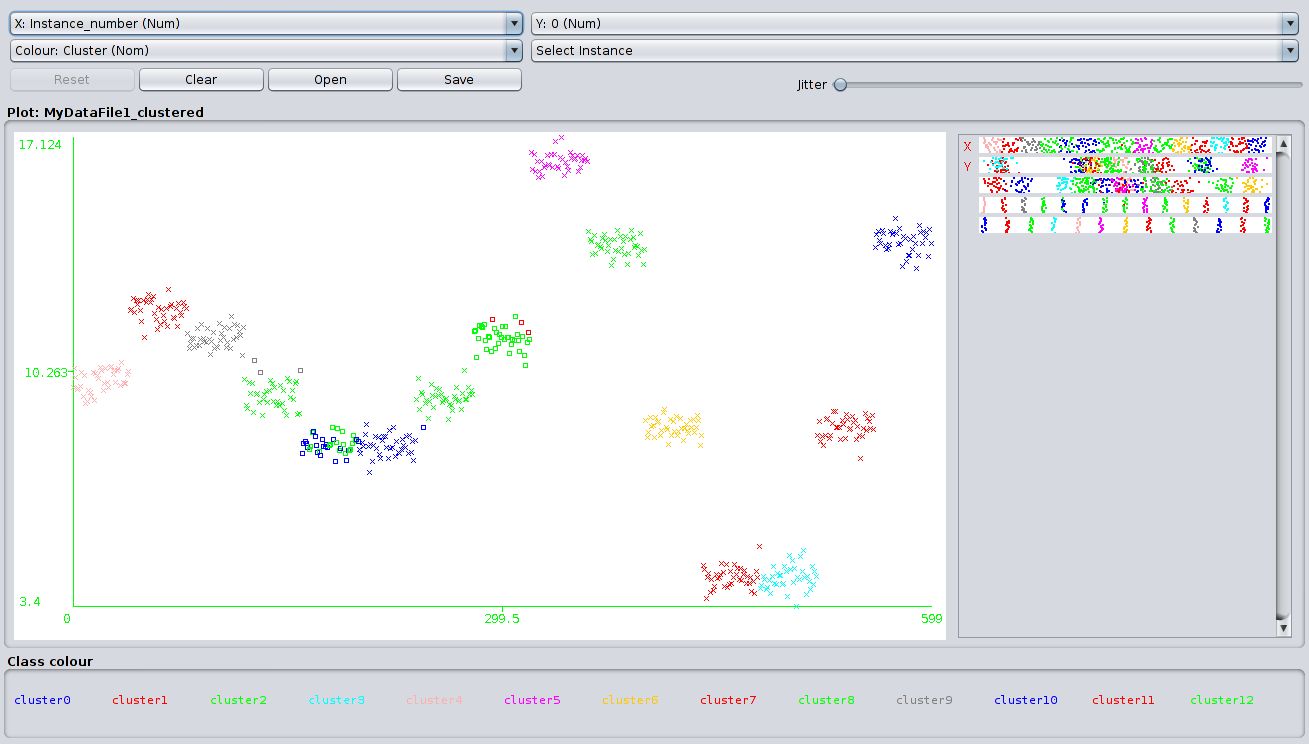 X: Instance_number (Num) Y: 0 (Num)
Colour: Cluster (Nom) Select Instance
Reset Clear Open Save Jitter
Plot: MyDataFile1_clustered
17.124
10.263
3.4
0 299.5 599
X
Y
Class colour
cluster0 cluster1 cluster2 cluster3 cluster4 cluster5 cluster6 cluster7 cluster8 cluster9 cluster10 cluster11 cluster12